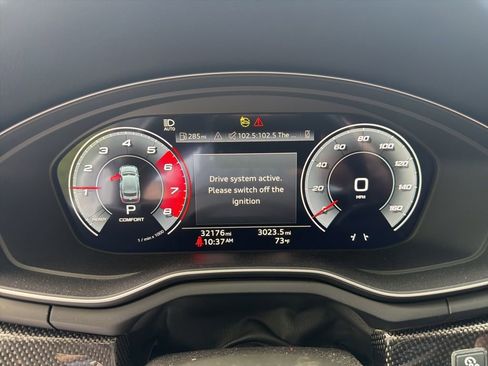 AUTO
285mi
102.5:102.5 The ...
1 2 3 4 5 6 7 8
P
COMFORT
1 / min x 1000
Drive system active.
Please switch off the
ignition
20 40 60 80 100 120 140 160
0
MPH
32176mi
3023.5mi
10:37AM
73°F